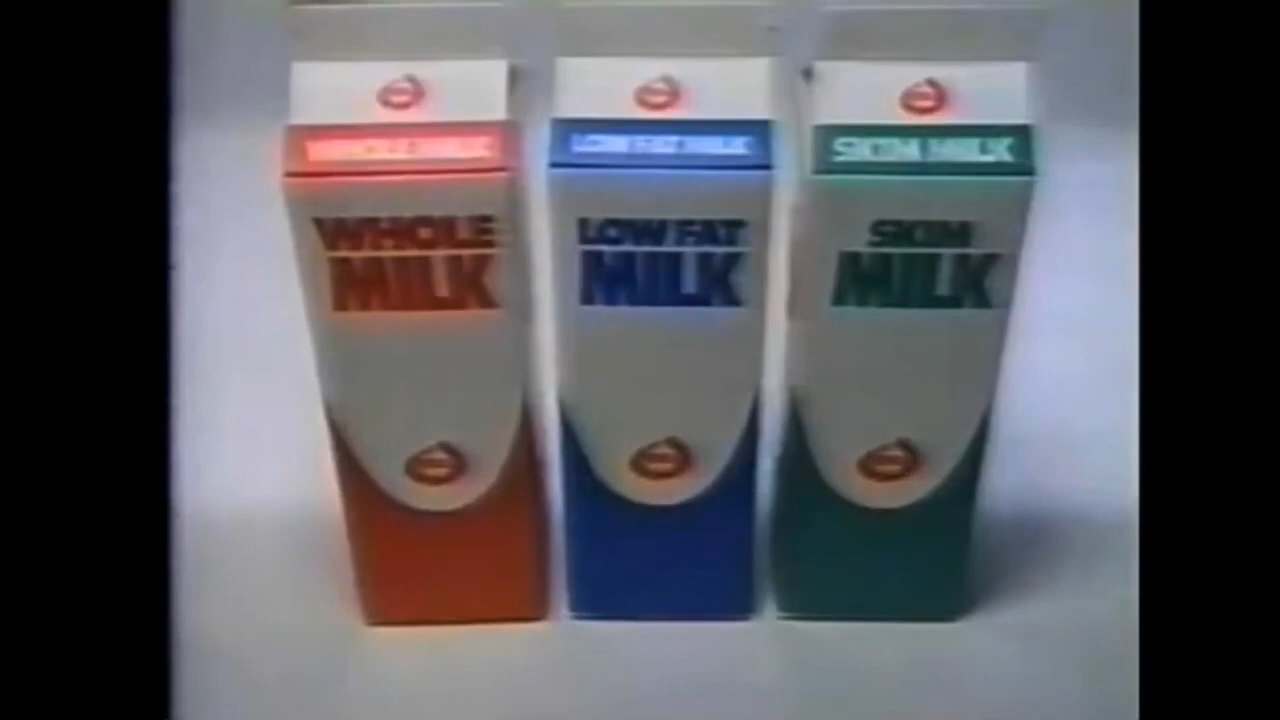 WHOLE MILK
LOW FAT MILK
SKIM MILK
WHOLE
MILK
LOW FAT
MILK
SKIM
MILK